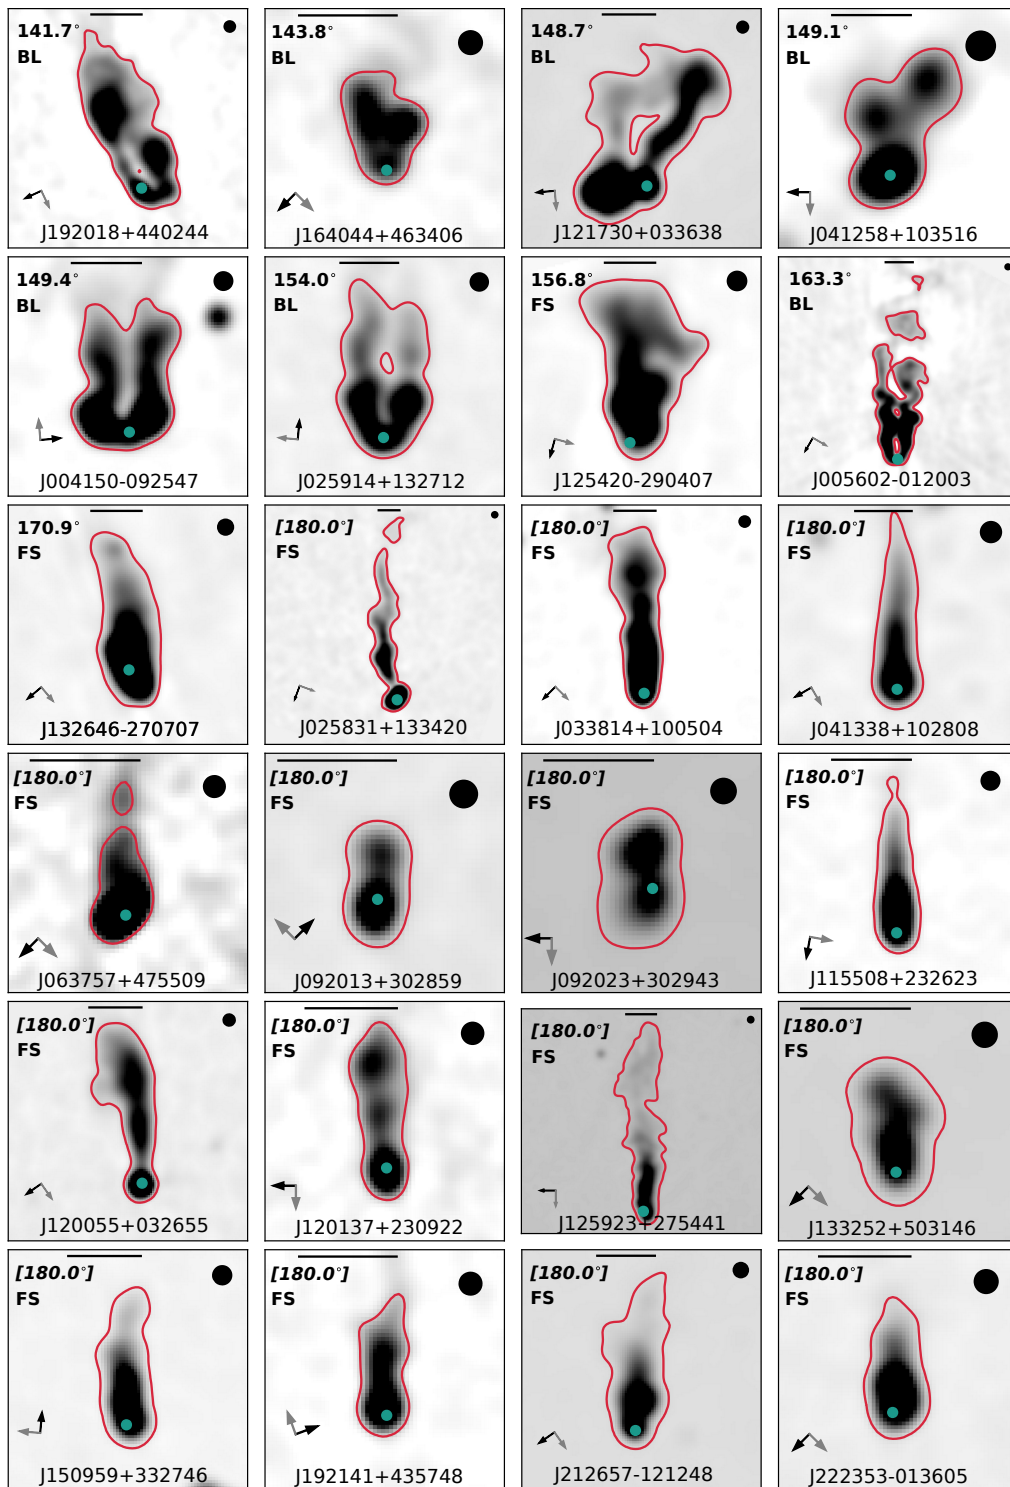 141.7°
BL
J192018+440244
143.8°
BL
J164044+463406
148.7°
BL
J121730+033638
149.1°
BL
J041258+103516
149.4°
BL
J004150-092547
154.0°
BL
J025914+132712
156.8°
FS
J125420-290407
163.3°
BL
J005602-012003
170.9°
FS
J132646-270707
[180.0°]
FS
J025831+133420
[180.0°]
FS
J033814+100504
[180.0°]
FS
J041338+102808
[180.0°]
FS
J063757+475509
[180.0°]
FS
J092013+302859
[180.0°]
FS
J092023+302943
[180.0°]
FS
J115508+232623
[180.0°]
FS
J120055+032655
[180.0°]
FS
J120137+230922
[180.0°]
FS
J125923+275441
[180.0°]
FS
J133252+503146
[180.0°]
FS
J150959+332746
[180.0°]
FS
J192141+435748
[180.0°]
FS
J212657-121248
[180.0°]
FS
J222353-013605